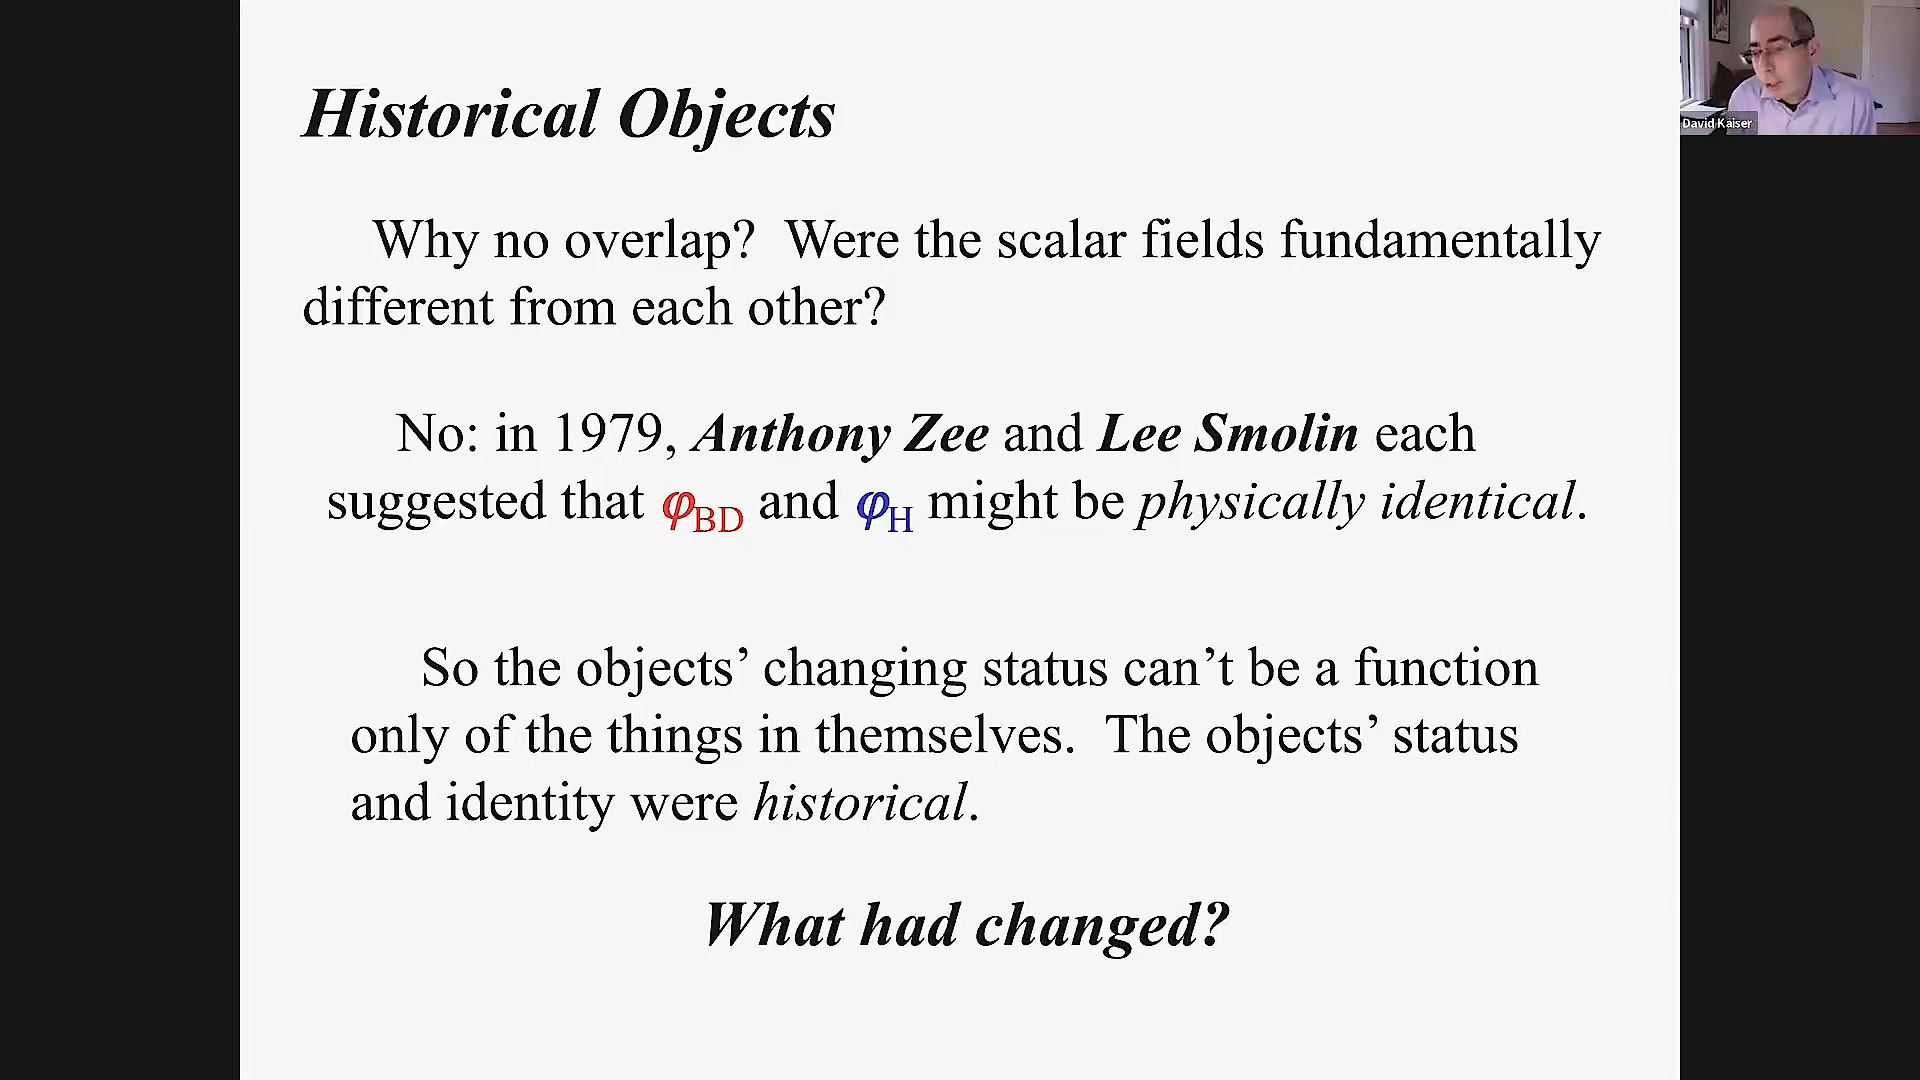 Historical Objects
David Kaiser
Why no overlap? Were the scalar fields fundamentally
different from each other?
No: in 1979, Anthony Zee and Lee Smolin each
suggested that φBD and φH might be physically identical.
So the objects’ changing status can’t be a function
only of the things in themselves. The objects’ status
and identity were historical.
What had changed?